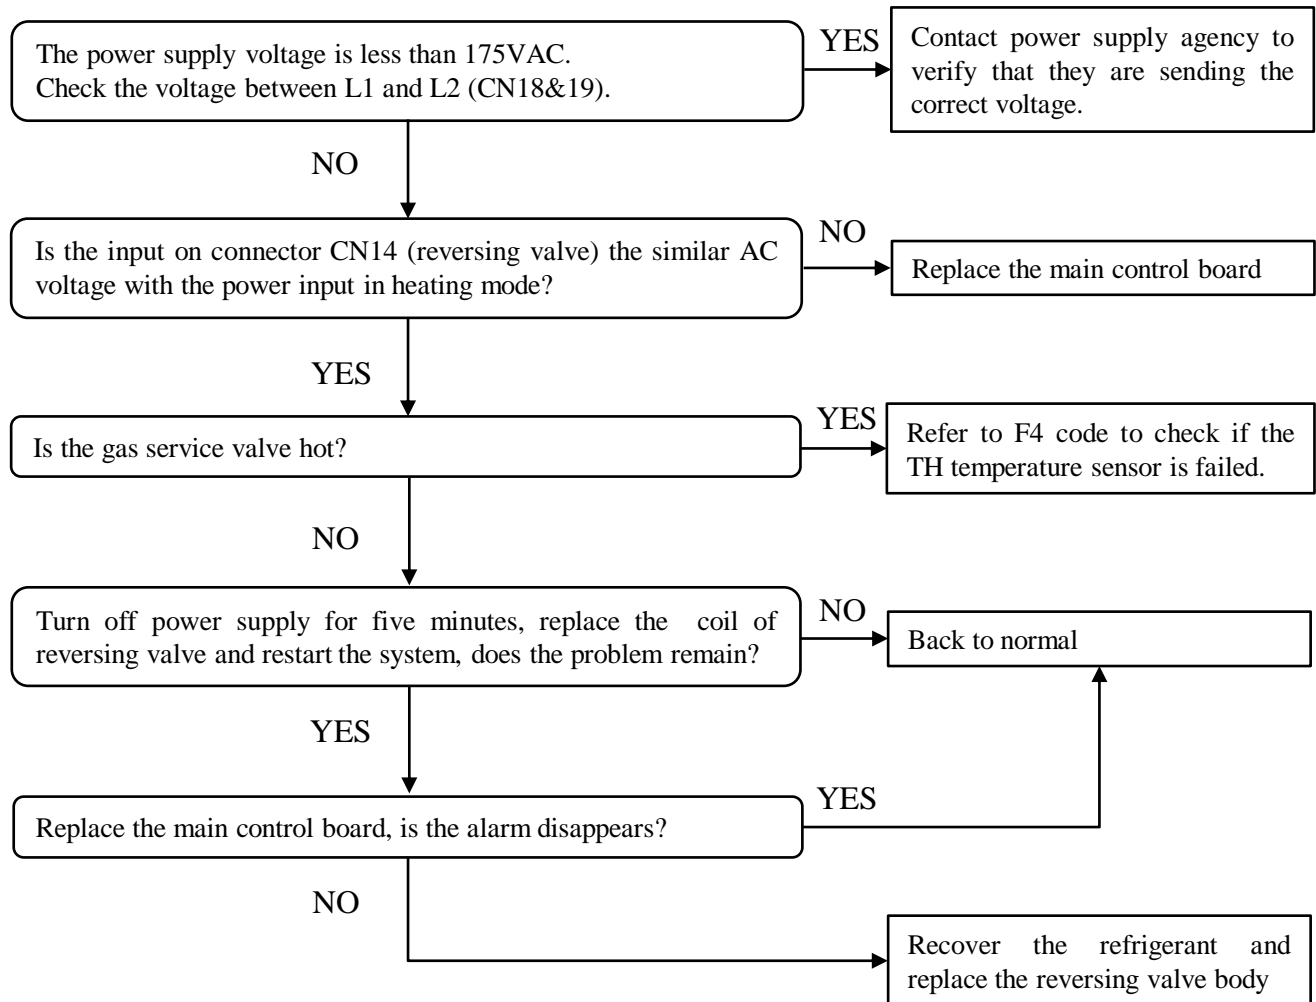 The power supply voltage is less than 175VAC.
Check the voltage between L1 and L2 (CN18&19).
YES
Contact power supply agency to
verify that they are sending the
correct voltage.
NO
Is the input on connector CN14 (reversing valve) the similar AC
voltage with the power input in heating mode?
NO
Replace the main control board
YES
Is the gas service valve hot?
YES
Refer to F4 code to check if the
TH temperature sensor is failed.
NO
Turn off power supply for five minutes, replace the coil of
reversing valve and restart the system, does the problem remain?
NO
Back to normal
YES
Replace the main control board, is the alarm disappears?
YES
NO
Recover the refrigerant and
replace the reversing valve body